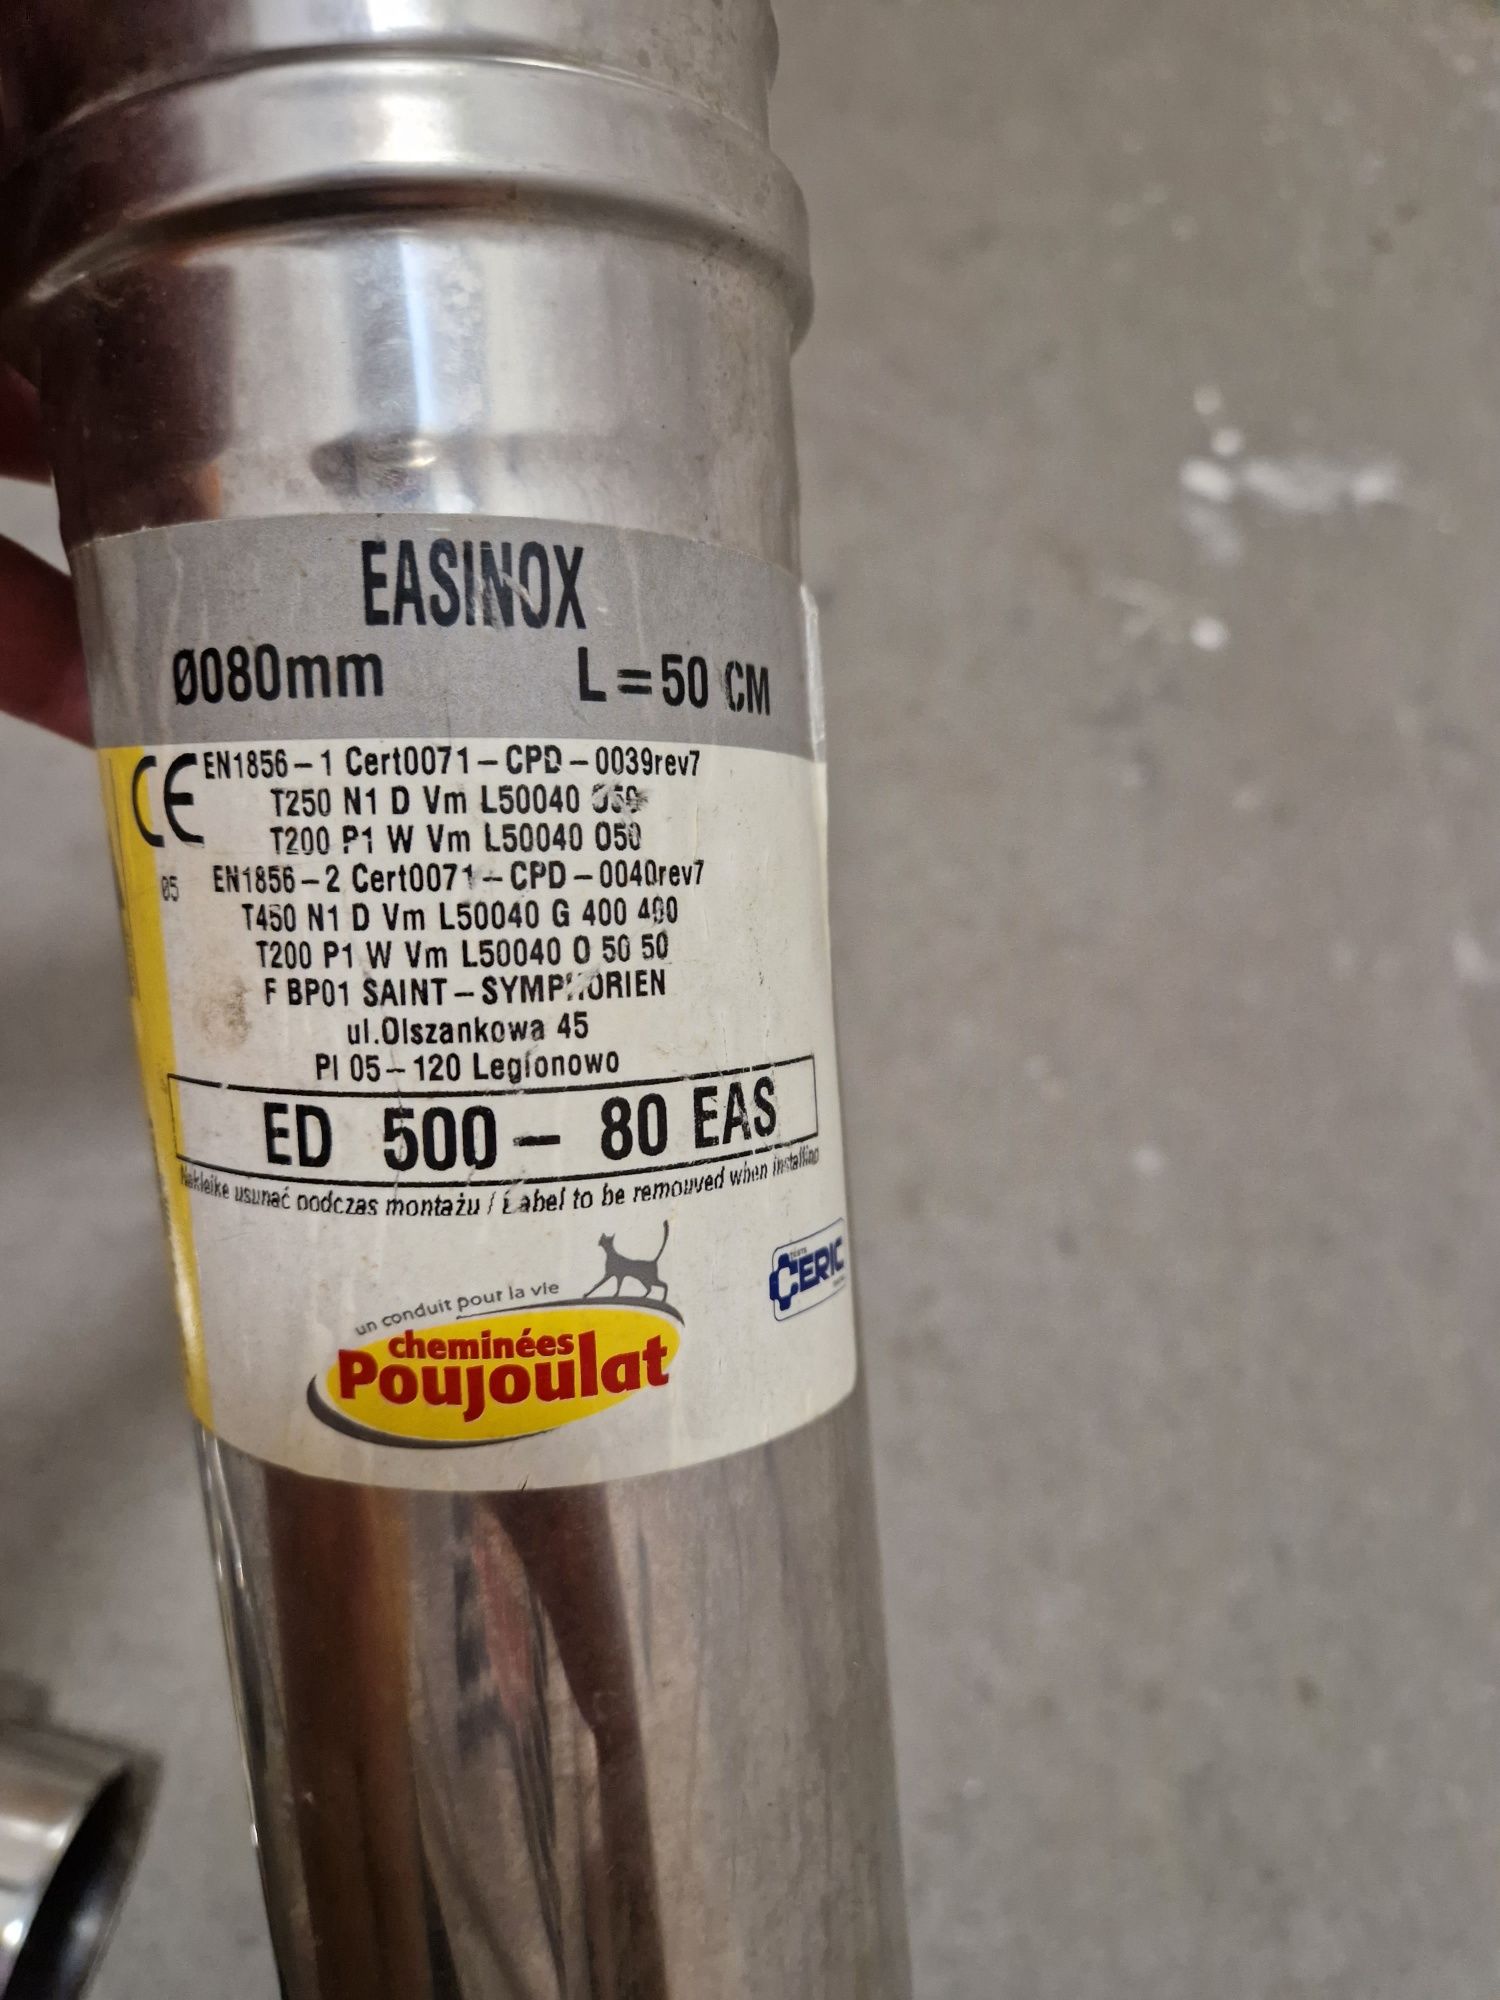 EASINOX
Ø080mm L=50 CM
CE EN1856-1 Cert0071-CPD-0039rev7
T250 N1 D Vm L50040 O50
T200 P1 W Vm L50040 O50
05 EN1856-2 Cert0071-CPD-0040rev7
T450 N1 D Vm L50040 G 400 400
T200 P1 W Vm L50040 O 50 50
F BP01 SAINT-SYMPHORIEN
ul.Olszankowa 45
Pl 05-120 Legionowo
ED 500-80 EAS
Naklejke usunać podczas montażu / Label to be remouved when installing
un conduit pour la vie
cheminées
Poujoulat
CERIC